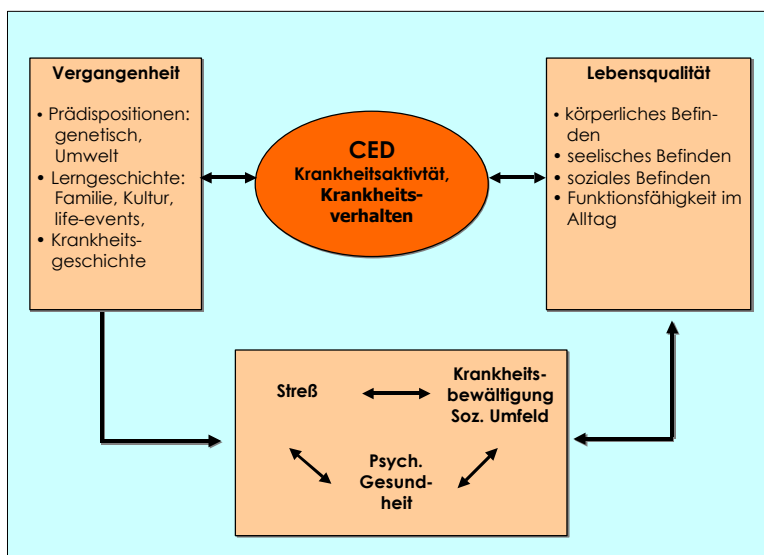 Vergangenheit
• Prädispositionen:
genetisch,
Umwelt
• Lerngeschichte:
Familie, Kultur,
life-events,
• Krankheits-
geschichte
CED
Krankheitsaktivtät,
Krankheits-
verhalten
Lebensqualität
• körperliches Befin-
den
• seelisches Befinden
• soziales Befinden
• Funktionsfähigkeit im
Alltag
Streß
Krankheits-
bewältigung
Soz. Umfeld
Psych.
Gesund-
heit